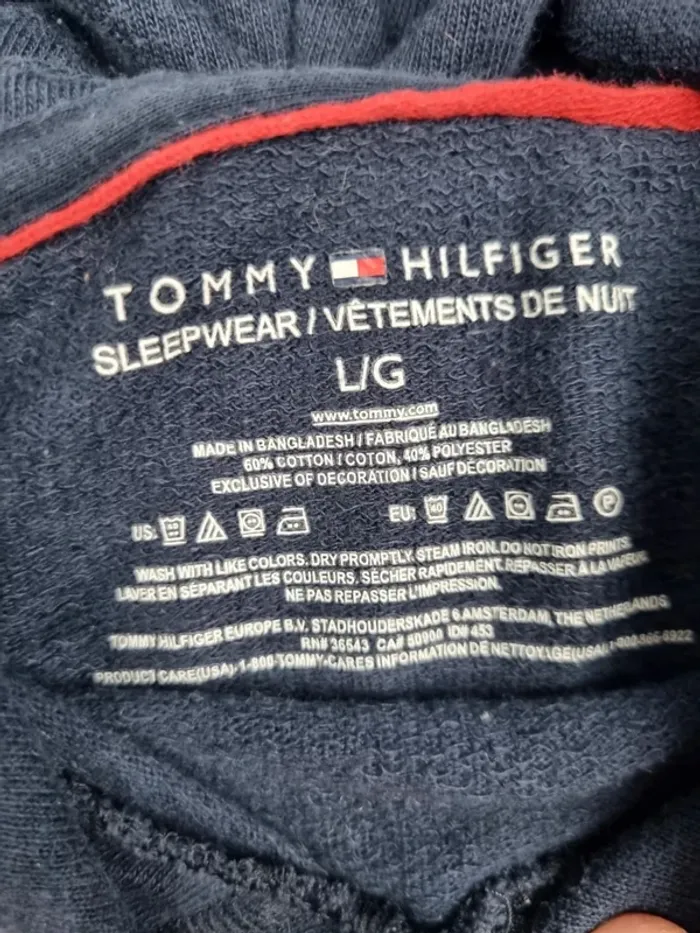 TOMMY HILFIGER
SLEEPWEAR / VÊTEMENTS DE NUIT
L/G
www.tommy.com
MADE IN BANGLADESH / FABRIQUÉ AU BANGLADESH
60% COTTON / COTON, 40% POLYESTER
EXCLUSIVE OF DECORATION / SAUF DÉCORATION
US: EU: 40 P
WASH WITH LIKE COLORS. DRY PROMPTLY. STEAM IRON. DO NOT IRON PRINTS.
LAVER EN SÉPARANT LES COULEURS. SÉCHER RAPIDEMENT. REPASSER À LA VAPEUR.
NE PAS REPASSER L'IMPRESSION.
TOMMY HILFIGER EUROPE B.V. STADHOUDERSKADE 6 AMSTERDAM, THE NETHERLANDS
RN# 36543 CA# 50900 ID# 453
PRODUCT CARE(USA). 1-800-TOMMY-CARES INFORMATION DE NETTOYAGE(USA)